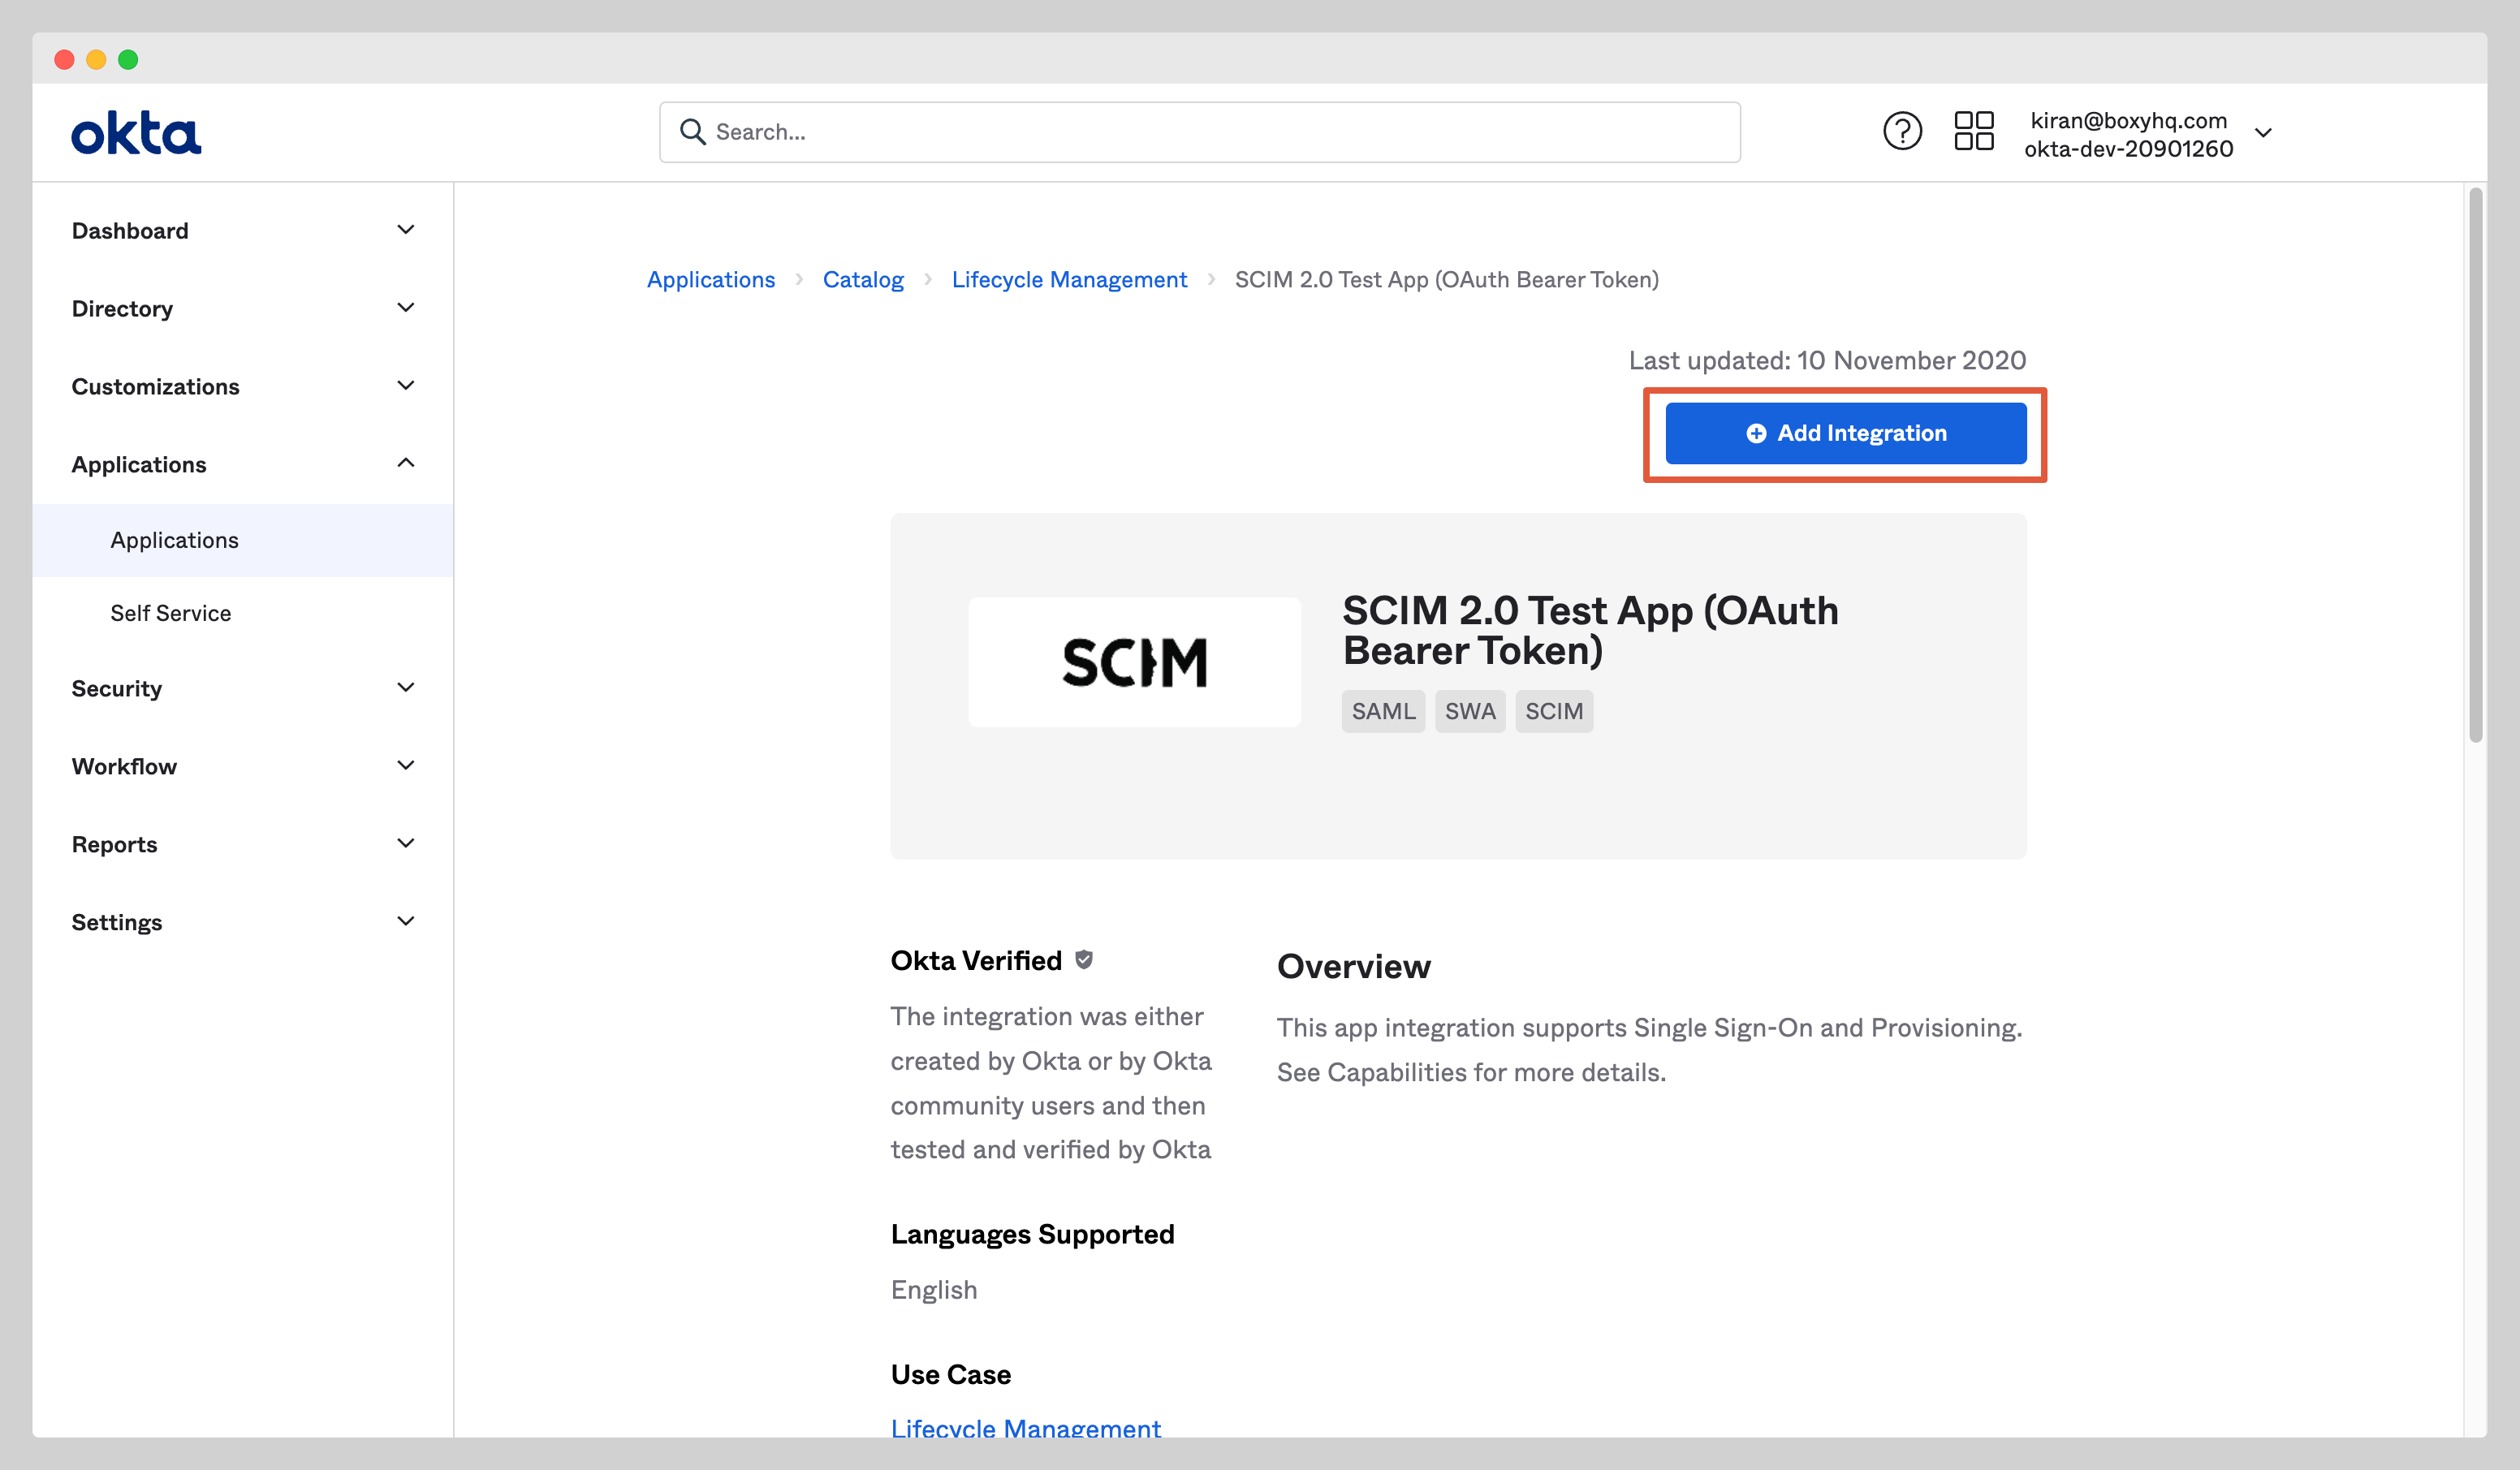 okta
Search...
kiran@boxyhq.com
okta-dev-20901260
Dashboard
Directory
Customizations
Applications
Applications
Self Service
Security
Workflow
Reports
Settings
Applications
Catalog
Lifecycle Management
SCIM 2.0 Test App (OAuth Bearer Token)
Last updated: 10 November 2020
Add Integration
SCIM
SCIM 2.0 Test App (OAuth
Bearer Token)
SAML
SWA
SCIM
Okta Verified
The integration was either
created by Okta or by Okta
community users and then
tested and verified by Okta
Languages Supported
English
Use Case
Lifecycle Management
Overview
This app integration supports Single Sign-On and Provisioning.
See Capabilities for more details.